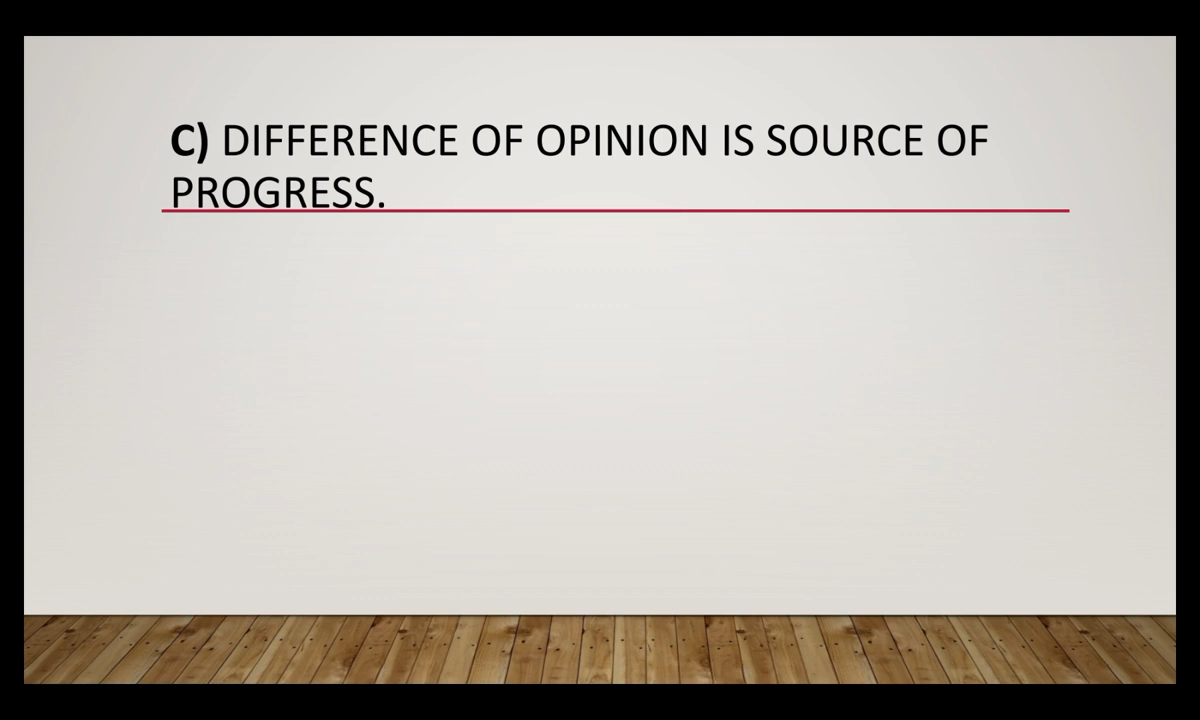 C) DIFFERENCE OF OPINION IS SOURCE OF
PROGRESS.